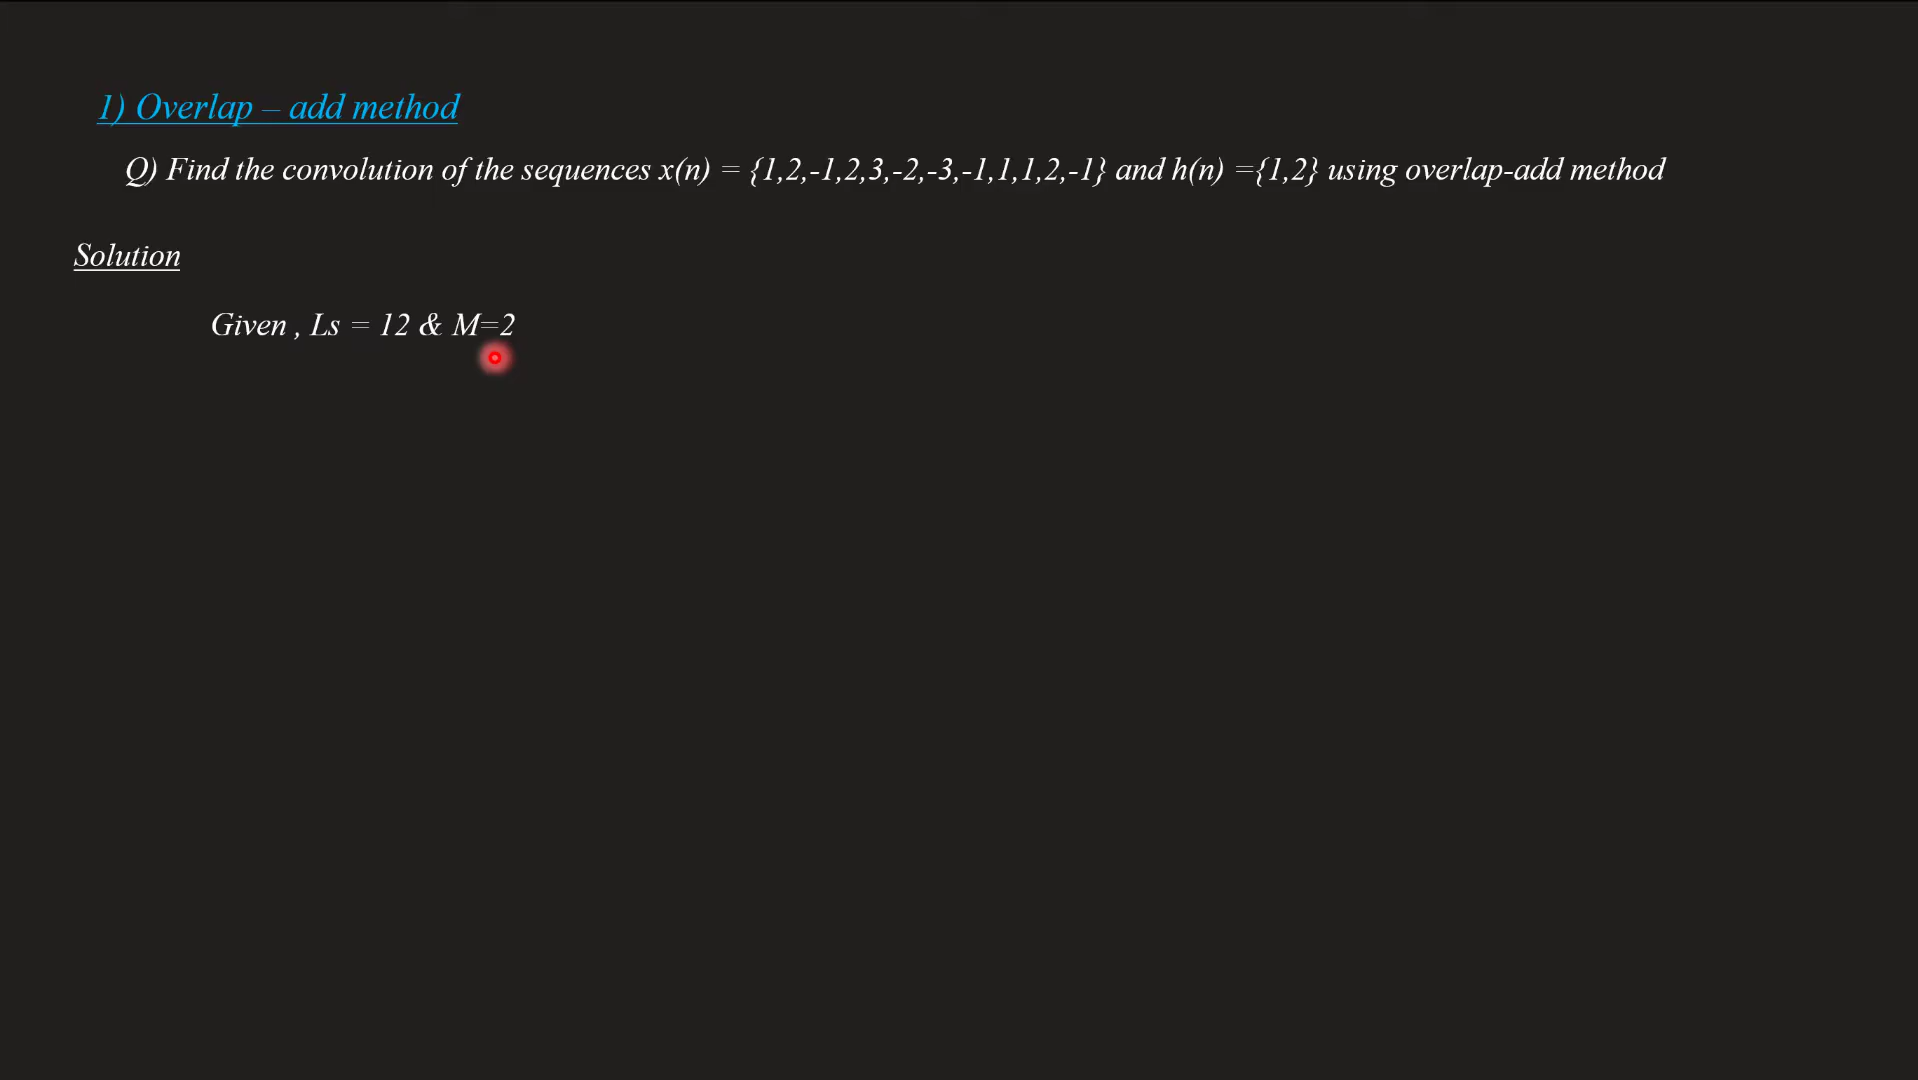 1) Overlap – add method
Q) Find the convolution of the sequences x(n) = {1,2,-1,2,3,-2,-3,-1,1,1,2,-1} and h(n) ={1,2} using overlap-add method
Solution
Given , Ls = 12 & M=2